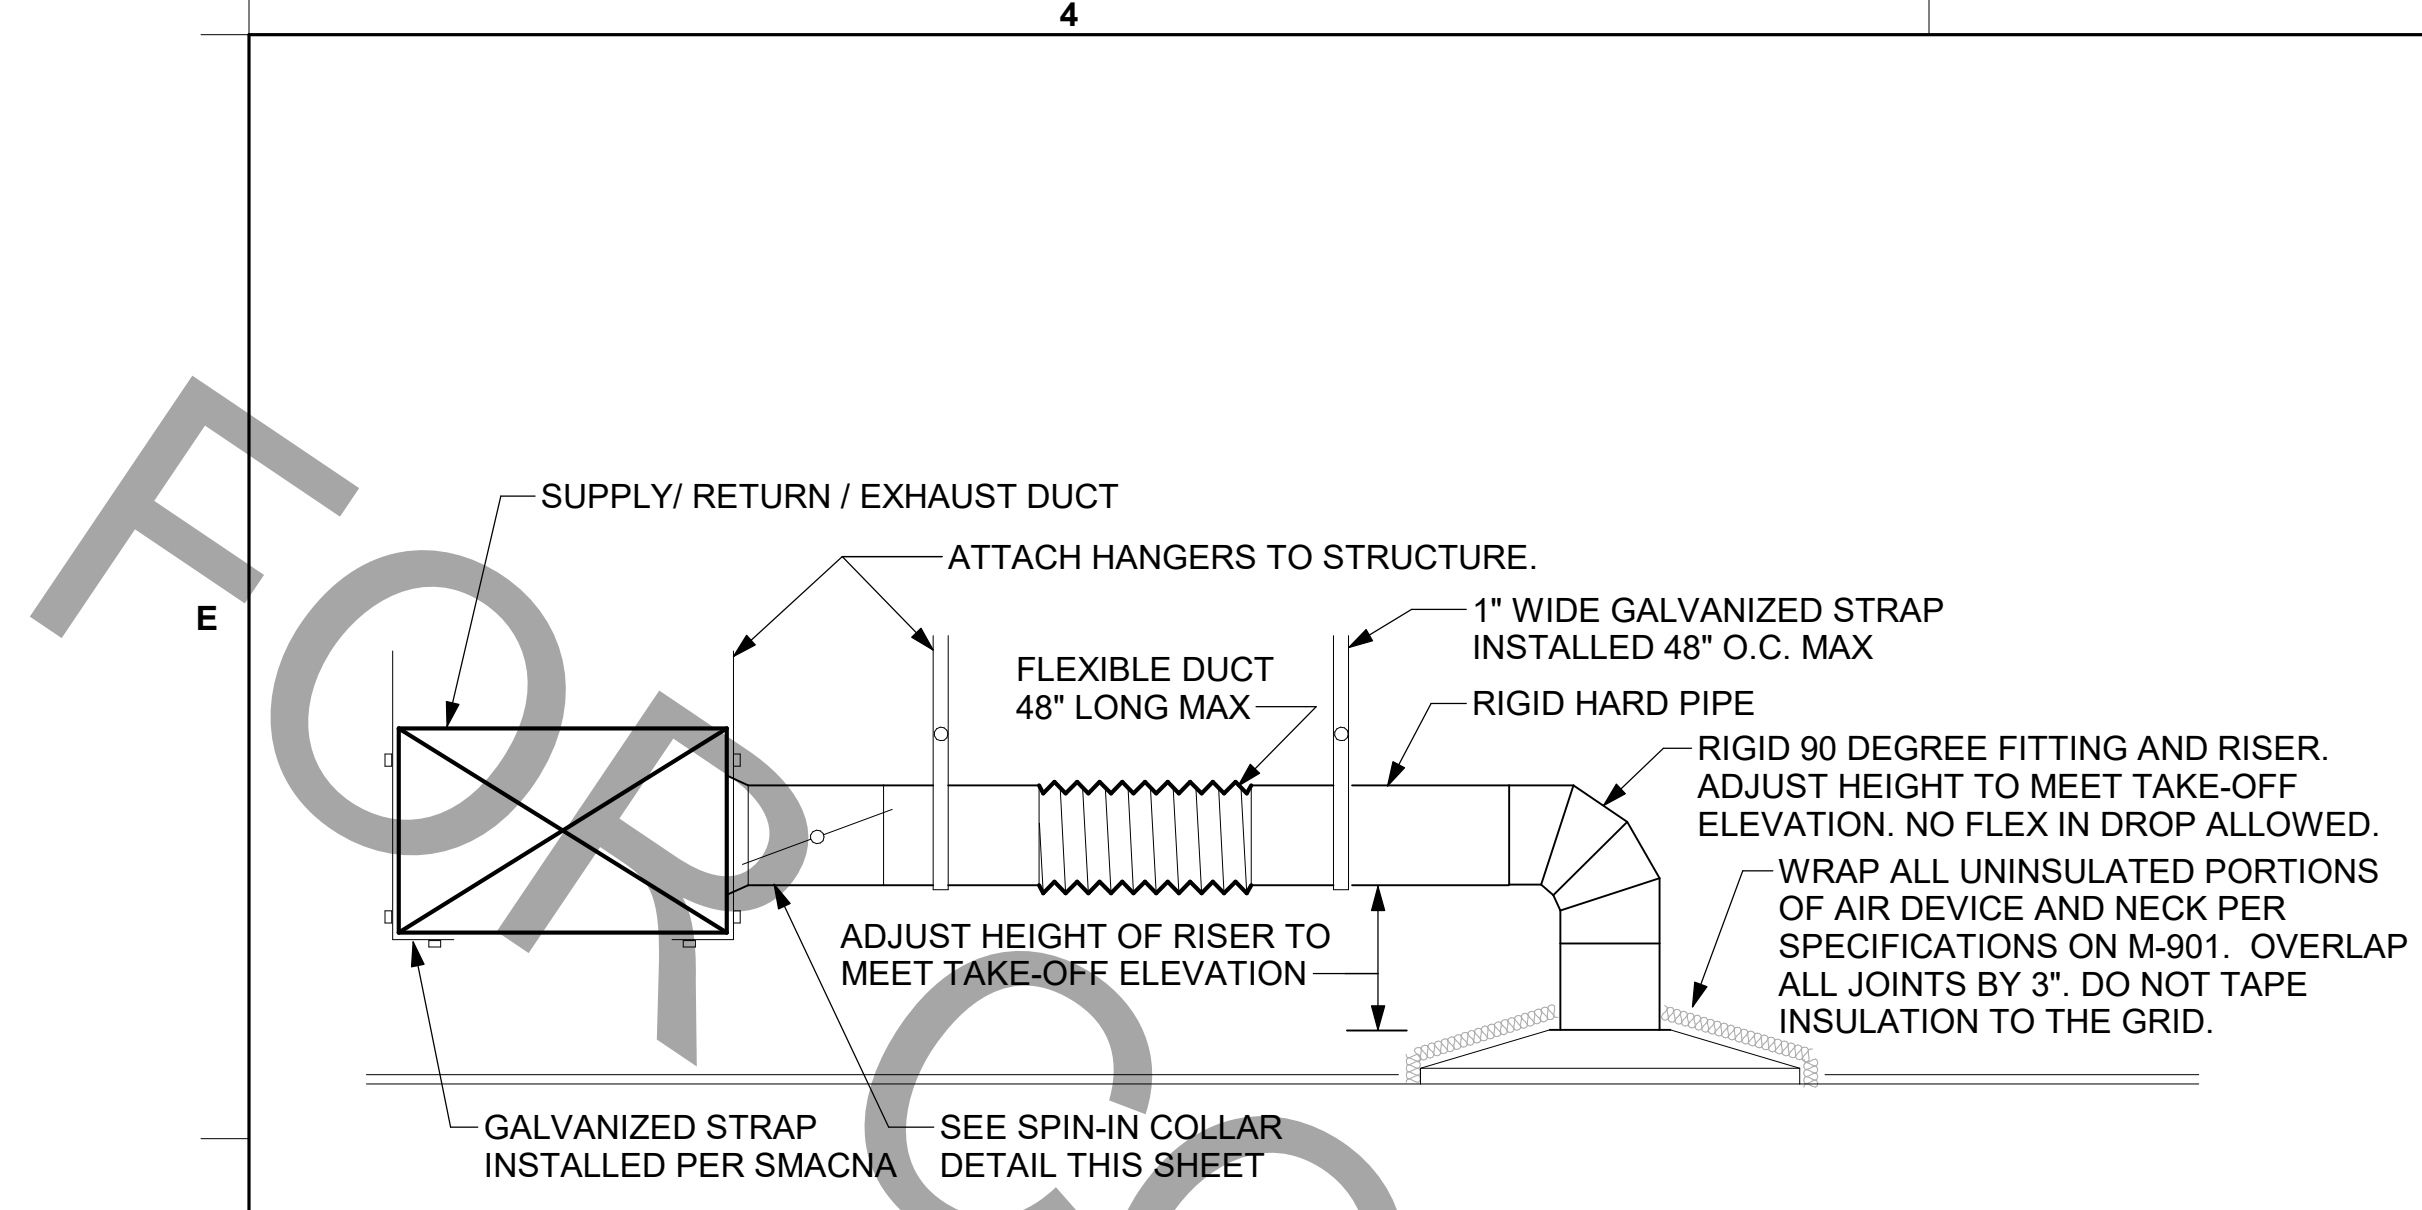 4
E
SUPPLY/ RETURN / EXHAUST DUCT
ATTACH HANGERS TO STRUCTURE.
1" WIDE GALVANIZED STRAP
INSTALLED 48" O.C. MAX
FLEXIBLE DUCT
48" LONG MAX
RIGID HARD PIPE
RIGID 90 DEGREE FITTING AND RISER.
ADJUST HEIGHT TO MEET TAKE-OFF
ELEVATION. NO FLEX IN DROP ALLOWED.
WRAP ALL UNINSULATED PORTIONS
OF AIR DEVICE AND NECK PER
SPECIFICATIONS ON M-901. OVERLAP
ALL JOINTS BY 3". DO NOT TAPE
INSULATION TO THE GRID.
ADJUST HEIGHT OF RISER TO
MEET TAKE-OFF ELEVATION
GALVANIZED STRAP
INSTALLED PER SMACNA
SEE SPIN-IN COLLAR
DETAIL THIS SHEET
FOR CO